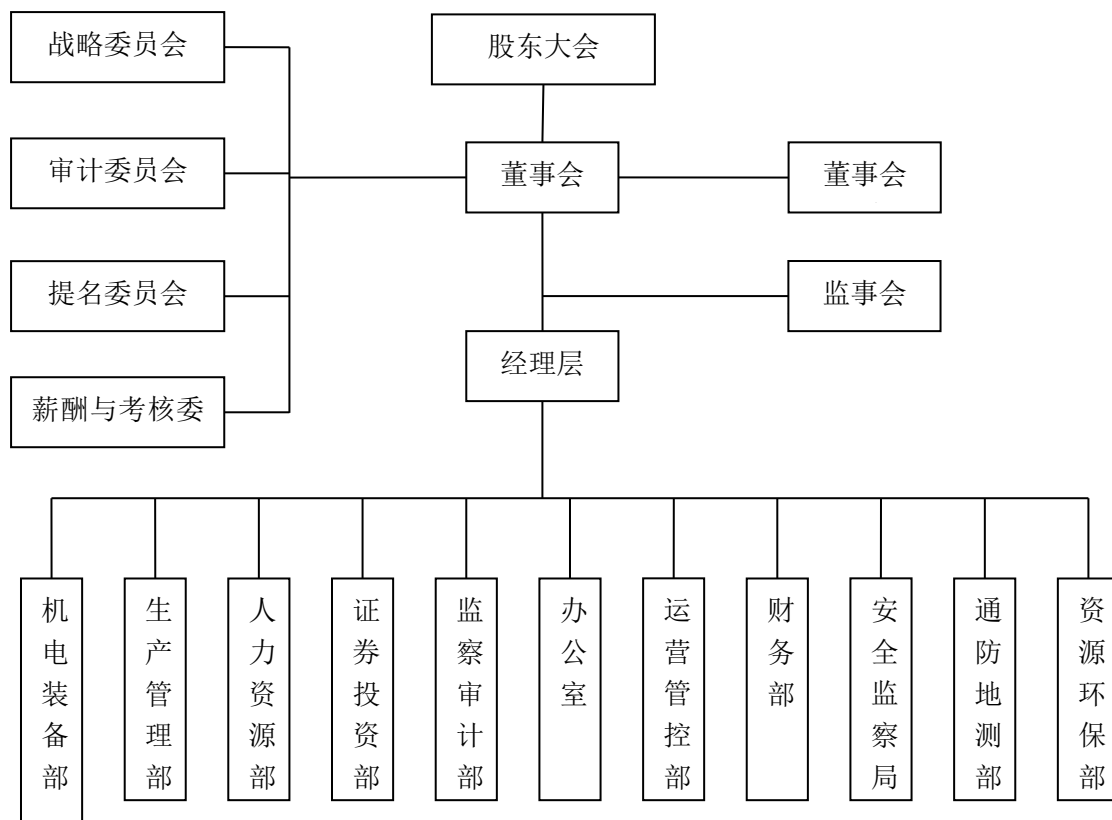 战略委员会
股东大会
审计委员会
董事会
董事会
提名委员会
监事会
经理层
薪酬与考核委
机电装备部
生产管理部
人力资源部
证券投资部
监察审计部
办公室
运营管控部
财务部
安全监察局
通防地测部
资源环保部